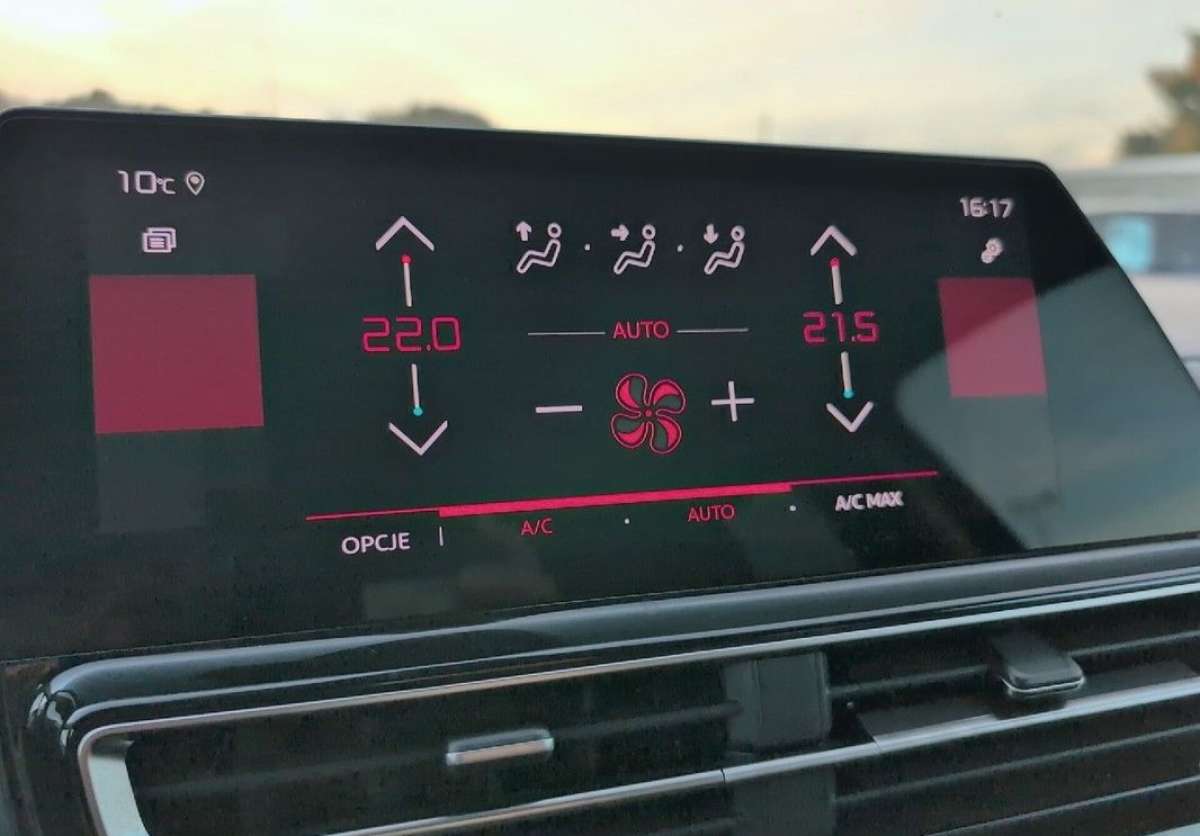 10°C
16:17
22.0
21.5
AUTO
OPCJE
A/C
AUTO
A/C MAX